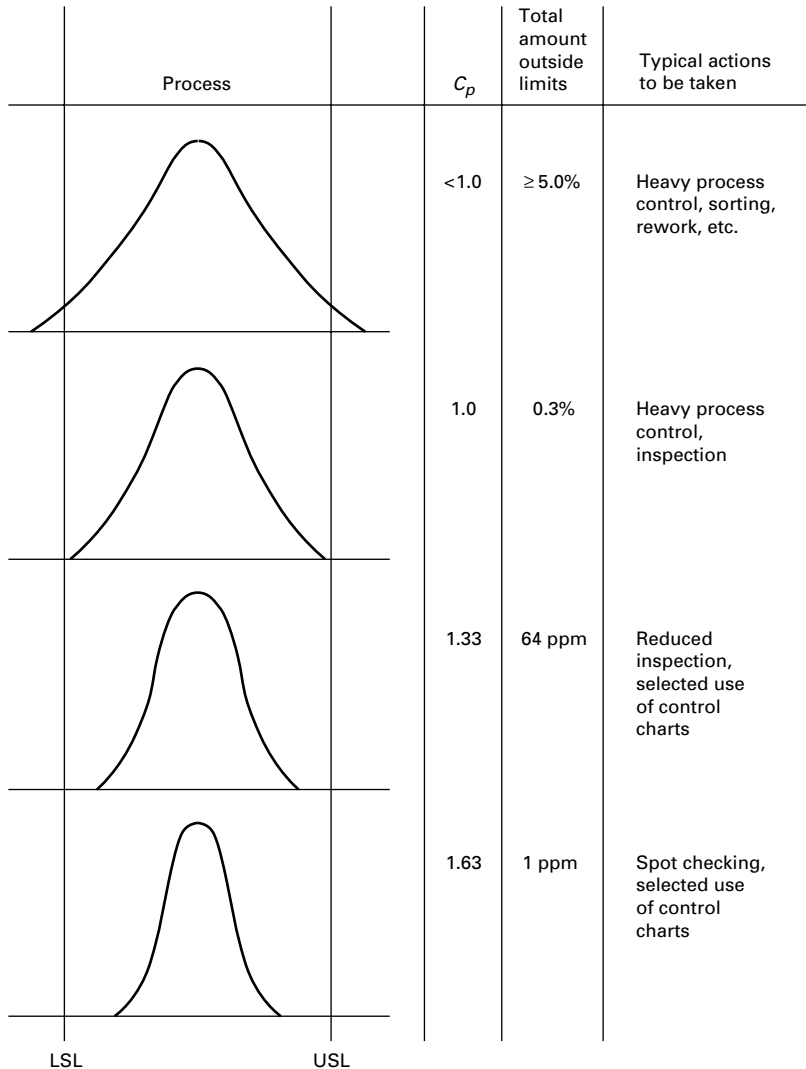 Process
C_p
Total
amount
outside
limits
Typical actions
to be taken
<1.0
≥5.0%
Heavy process
control, sorting,
rework, etc.
1.0
0.3%
Heavy process
control,
inspection
1.33
64 ppm
Reduced
inspection,
selected use
of control
charts
1.63
1 ppm
Spot checking,
selected use
of control
charts
LSL
USL